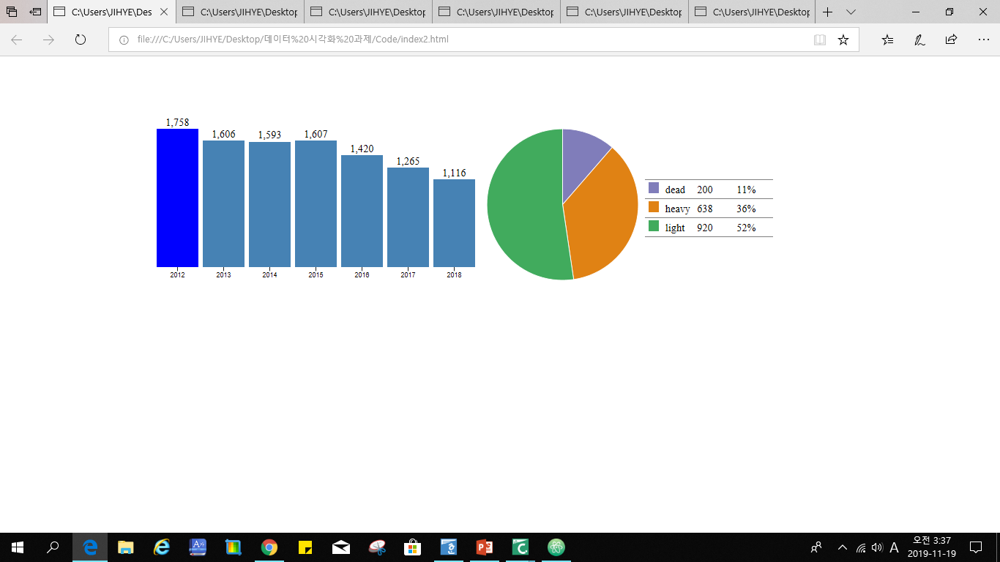 C:\Users\JIHYE\Des
C:\Users\JIHYE\Desktop
C:\Users\JIHYE\Desktop
C:\Users\JIHYE\Desktop
C:\Users\JIHYE\Desktop
C:\Users\JIHYE\Desktop
file:///C:/Users/JIHYE/Desktop/데이터%20시각화%20과제/Code/index2.html
1,758
1,606
1,593
1,607
1,420
1,265
1,116
2012
2013
2014
2015
2016
2017
2018
dead 200 11%
heavy 638 36%
light 920 52%
A
오전 3:37
2019-11-19